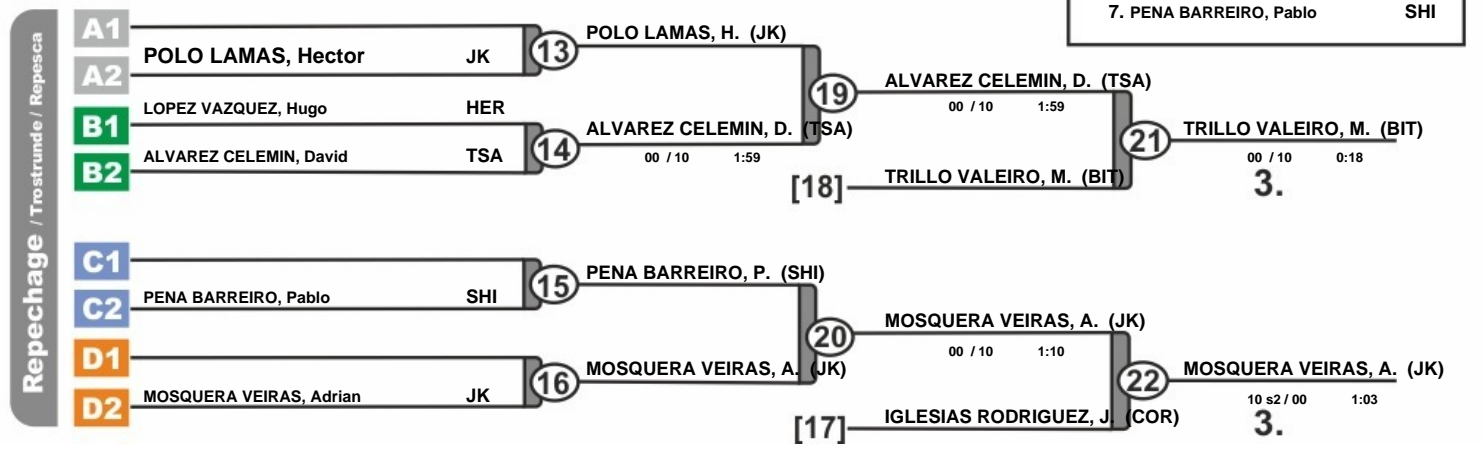 7. PENA BARREIRO, Pablo SHI
Repechage / Trostrunde / Repesca
A1
POLO LAMAS, Hector JK
A2
13
POLO LAMAS, H. (JK)
B1
LOPEZ VAZQUEZ, Hugo HER
B2
ALVAREZ CELEMIN, David TSA
14
ALVAREZ CELEMIN, D. (TSA)
00 / 10 1:59
19
ALVAREZ CELEMIN, D. (TSA)
00 / 10 1:59
[18]
TRILLO VALEIRO, M. (BIT)
21
TRILLO VALEIRO, M. (BIT)
00 / 10 0:18
3.
C1
C2
PENA BARREIRO, Pablo SHI
15
PENA BARREIRO, P. (SHI)
D1
D2
MOSQUERA VEIRAS, Adrian JK
16
MOSQUERA VEIRAS, A. (JK)
20
MOSQUERA VEIRAS, A. (JK)
00 / 10 1:10
[17]
IGLESIAS RODRIGUEZ, J. (COR)
22
MOSQUERA VEIRAS, A. (JK)
10 s2 / 00 1:03
3.